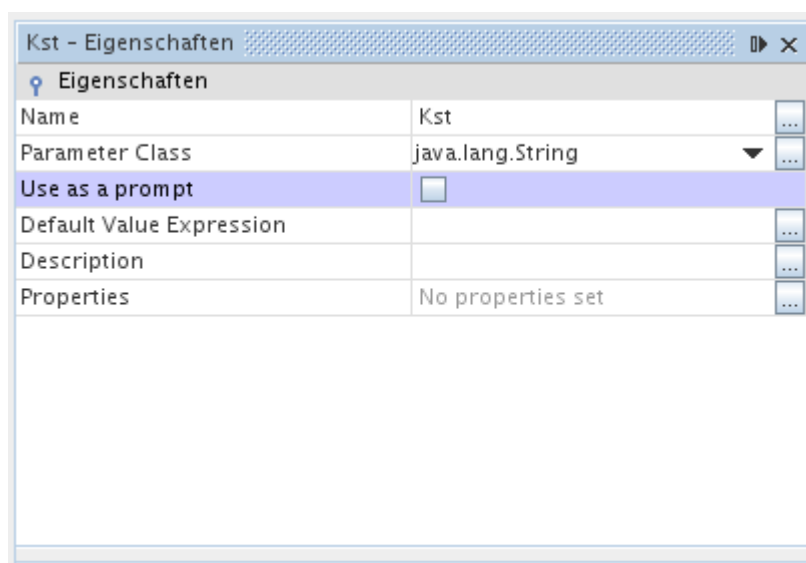 Kst - Eigenschaften
Eigenschaften
Name Kst ...
Parameter Class java.lang.String ...
Use as a prompt
Default Value Expression ...
Description ...
Properties No properties set ...